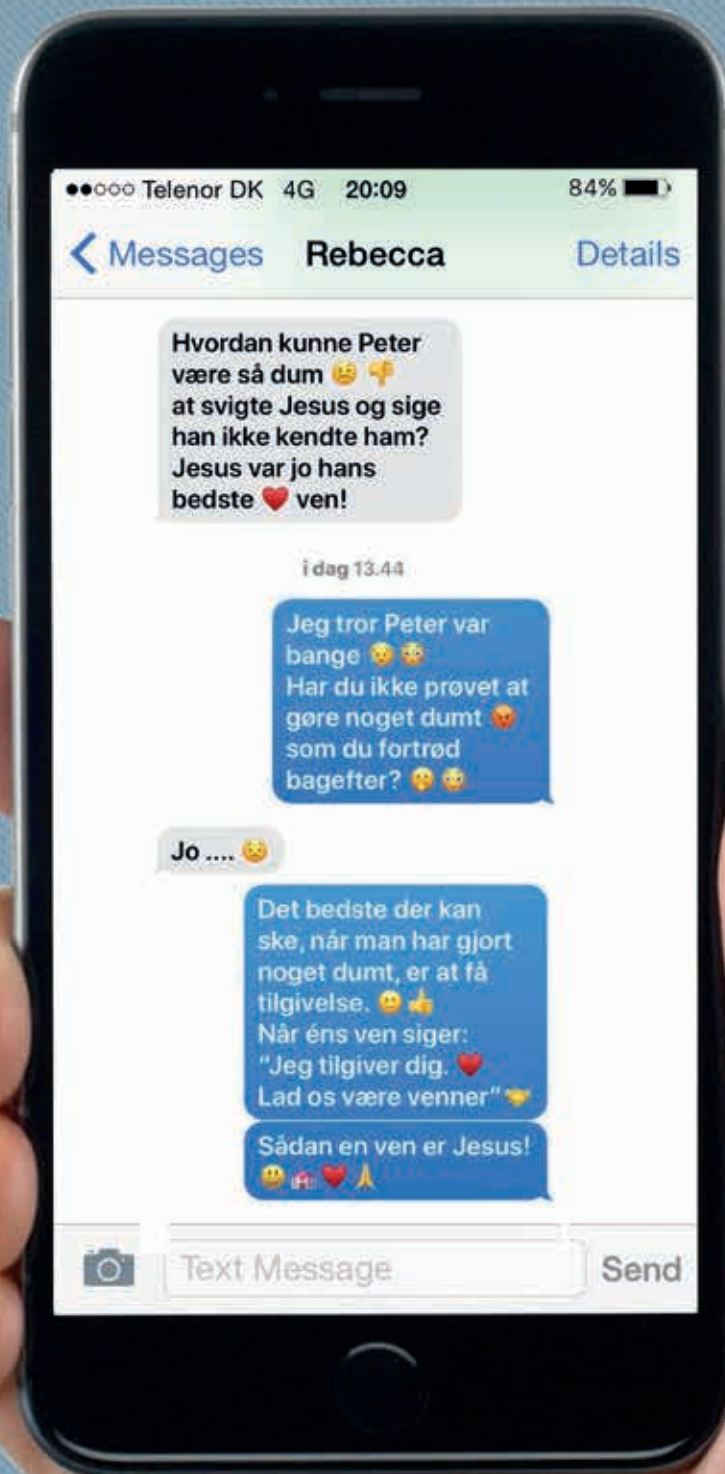 ●●○○○ Telenor DK 4G 20:09 84%
Messages Rebecca Details
Hvordan kunne Peter
være så dum 😟 👎
at svigte Jesus og sige
han ikke kendte ham?
Jesus var jo hans
bedste ❤️ ven!
i dag 13.44
Jeg tror Peter var
bange 😟 😳
Har du ikke prøvet at
gøre noget dumt 😡
som du fortrød
bagefter? 🤭 😳
Jo .... 😟
Det bedste der kan
ske, når man har gjort
noget dumt, er at få
tilgivelse. 🙂 👍
Når éns ven siger:
"Jeg tilgiver dig. ❤️
Lad os være venner" 🤝
Sådan en ven er Jesus!
😃 💒 ❤️ 🙏
Text Message Send